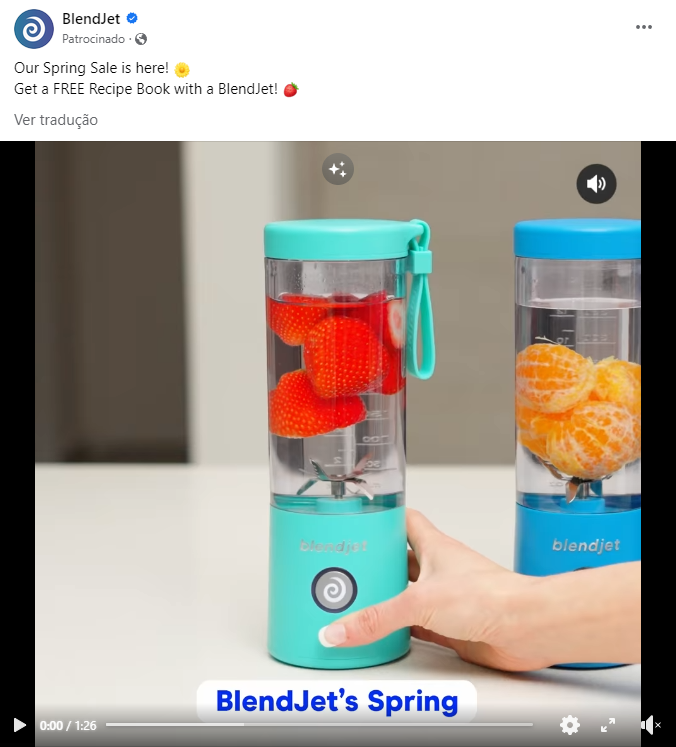 BlendJet
Patrocinado ·
Our Spring Sale is here! 🌼
Get a FREE Recipe Book with a BlendJet! 🍓
Ver tradução
blendjet
blendjet
BlendJet's Spring
0:00 / 1:26